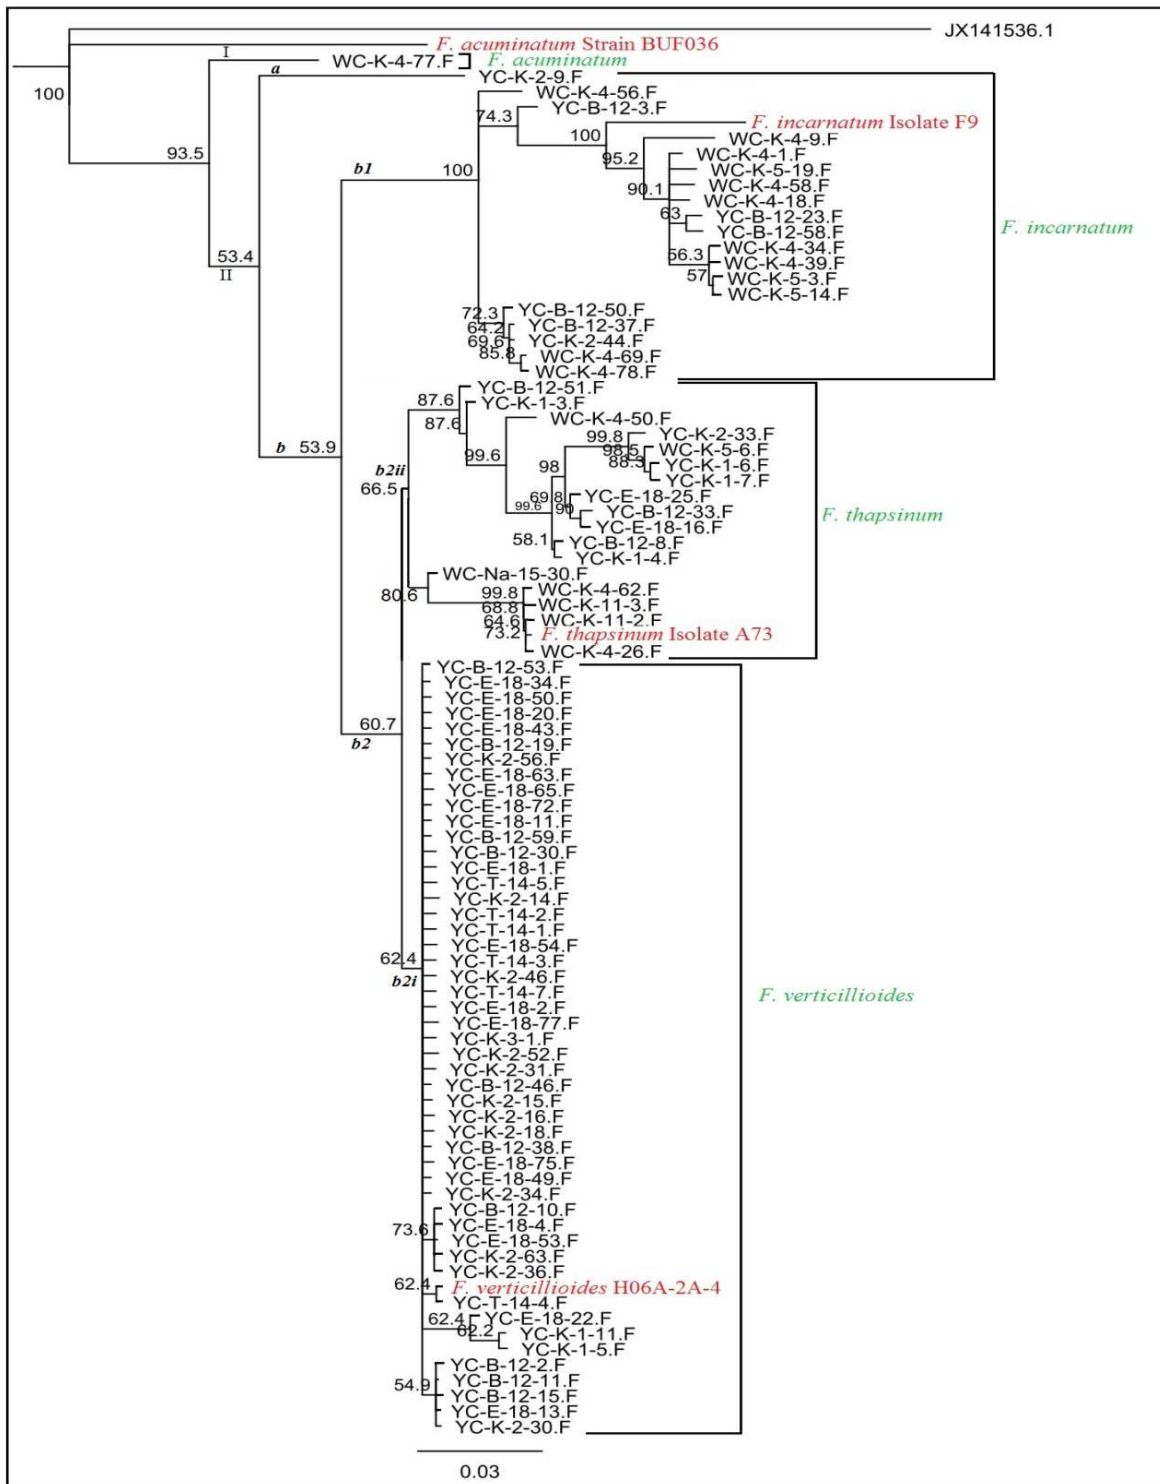 JX141536.1
F. acuminatum Strain BUF036
I
WC-K-4-77.F
F. acuminatum
a
YC-K-2-9.F
100
WC-K-4-56.F
YC-B-12-3.F
74.3
F. incarnatum Isolate F9
100
WC-K-4-9.F
93.5
95.2
WC-K-4-1.F
b1
100
WC-K-5-19.F
WC-K-4-58.F
90.1
WC-K-4-18.F
63
YC-B-12-23.F
YC-B-12-58.F
F. incarnatum
53.4
56.3
WC-K-4-34.F
WC-K-4-39.F
II
57
WC-K-5-3.F
WC-K-5-14.F
72.3
YC-B-12-50.F
64.2
YC-B-12-37.F
69.6
YC-K-2-44.F
85.8
WC-K-4-69.F
WC-K-4-78.F
YC-B-12-51.F
87.6
YC-K-1-3.F
87.6
WC-K-4-50.F
99.8
YC-K-2-33.F
b
53.9
99.6
98.5
WC-K-5-6.F
88.3
YC-K-1-6.F
b2ii
98
YC-K-1-7.F
66.5
69.8
YC-E-18-25.F
99.6
90
YC-B-12-33.F
F. thapsinum
YC-E-18-16.F
58.1
YC-B-12-8.F
YC-K-1-4.F
WC-Na-15-30.F
80.6
99.8
WC-K-4-62.F
68.8
WC-K-11-3.F
64.6
WC-K-11-2.F
73.2
F. thapsinum Isolate A73
WC-K-4-26.F
YC-B-12-53.F
YC-E-18-34.F
YC-E-18-50.F
YC-E-18-20.F
60.7
YC-E-18-43.F
b2
YC-B-12-19.F
YC-K-2-56.F
YC-E-18-63.F
YC-E-18-65.F
YC-E-18-72.F
YC-E-18-11.F
YC-B-12-59.F
YC-B-12-30.F
YC-E-18-1.F
YC-T-14-5.F
YC-K-2-14.F
YC-T-14-2.F
YC-T-14-1.F
YC-E-18-54.F
62.4
YC-T-14-3.F
b2i
YC-K-2-46.F
YC-T-14-7.F
F. verticillioides
YC-E-18-2.F
YC-E-18-77.F
YC-K-3-1.F
YC-K-2-52.F
YC-K-2-31.F
YC-B-12-46.F
YC-K-2-15.F
YC-K-2-16.F
YC-K-2-18.F
YC-B-12-38.F
YC-E-18-75.F
YC-E-18-49.F
YC-K-2-34.F
YC-B-12-10.F
73.6
YC-E-18-4.F
YC-E-18-53.F
YC-K-2-63.F
YC-K-2-36.F
62.4
F. verticillioides H06A-2A-4
YC-T-14-4.F
62.4
YC-E-18-22.F
62.2
YC-K-1-11.F
YC-K-1-5.F
YC-B-12-2.F
54.9
YC-B-12-11.F
YC-B-12-15.F
YC-E-18-13.F
YC-K-2-30.F
0.03